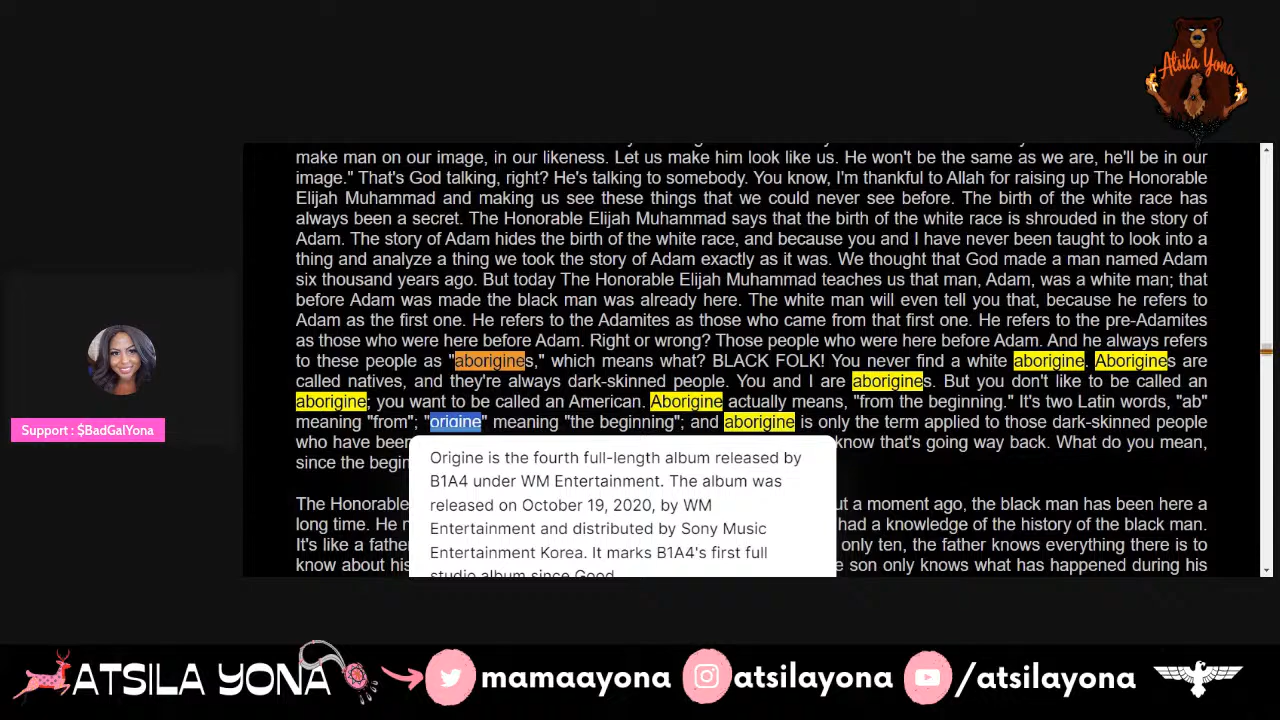 Atsila Yona
make man on our image, in our likeness. Let us make him look like us. He won't be the same as we are, he'll be in our
image." That's God talking, right? He's talking to somebody. You know, I'm thankful to Allah for raising up The Honorable
Elijah Muhammad and making us see these things that we could never see before. The birth of the white race has
always been a secret. The Honorable Elijah Muhammad says that the birth of the white race is shrouded in the story of
Adam. The story of Adam hides the birth of the white race, and because you and I have never been taught to look into a
thing and analyze a thing we took the story of Adam exactly as it was. We thought that God made a man named Adam
six thousand years ago. But today The Honorable Elijah Muhammad teaches us that man, Adam, was a white man; that
before Adam was made the black man was already here. The white man will even tell you that, because he refers to
Adam as the first one. He refers to the Adamites as those who came from that first one. He refers to the pre-Adamites
as those who were here before Adam. Right or wrong? Those people who were here before Adam. And he always refers
to these people as "aborigines," which means what? BLACK FOLK! You never find a white aborigine. Aborigines are
called natives, and they're always dark-skinned people. You and I are aborigines. But you don't like to be called an
aborigine; you want to be called an American. Aborigine actually means, "from the beginning." It's two Latin words, "ab"
meaning "from"; "origine" meaning "the beginning"; and aborigine is only the term applied to those dark-skinned people
who have been know that's going way back. What do you mean,
since the begin
Origine is the fourth full-length album released by
B1A4 under WM Entertainment. The album was
released on October 19, 2020, by WM
Entertainment and distributed by Sony Music
Entertainment Korea. It marks B1A4's first full
studio album since Good
The Honorable ut a moment ago, the black man has been here a
long time. He had a knowledge of the history of the black man.
It's like a father only ten, the father knows everything there is to
know about his son only knows what has happened during his
Support : $BadGalYona
ATSILA YONA
mamaayona
atsilayona
/atsilayona